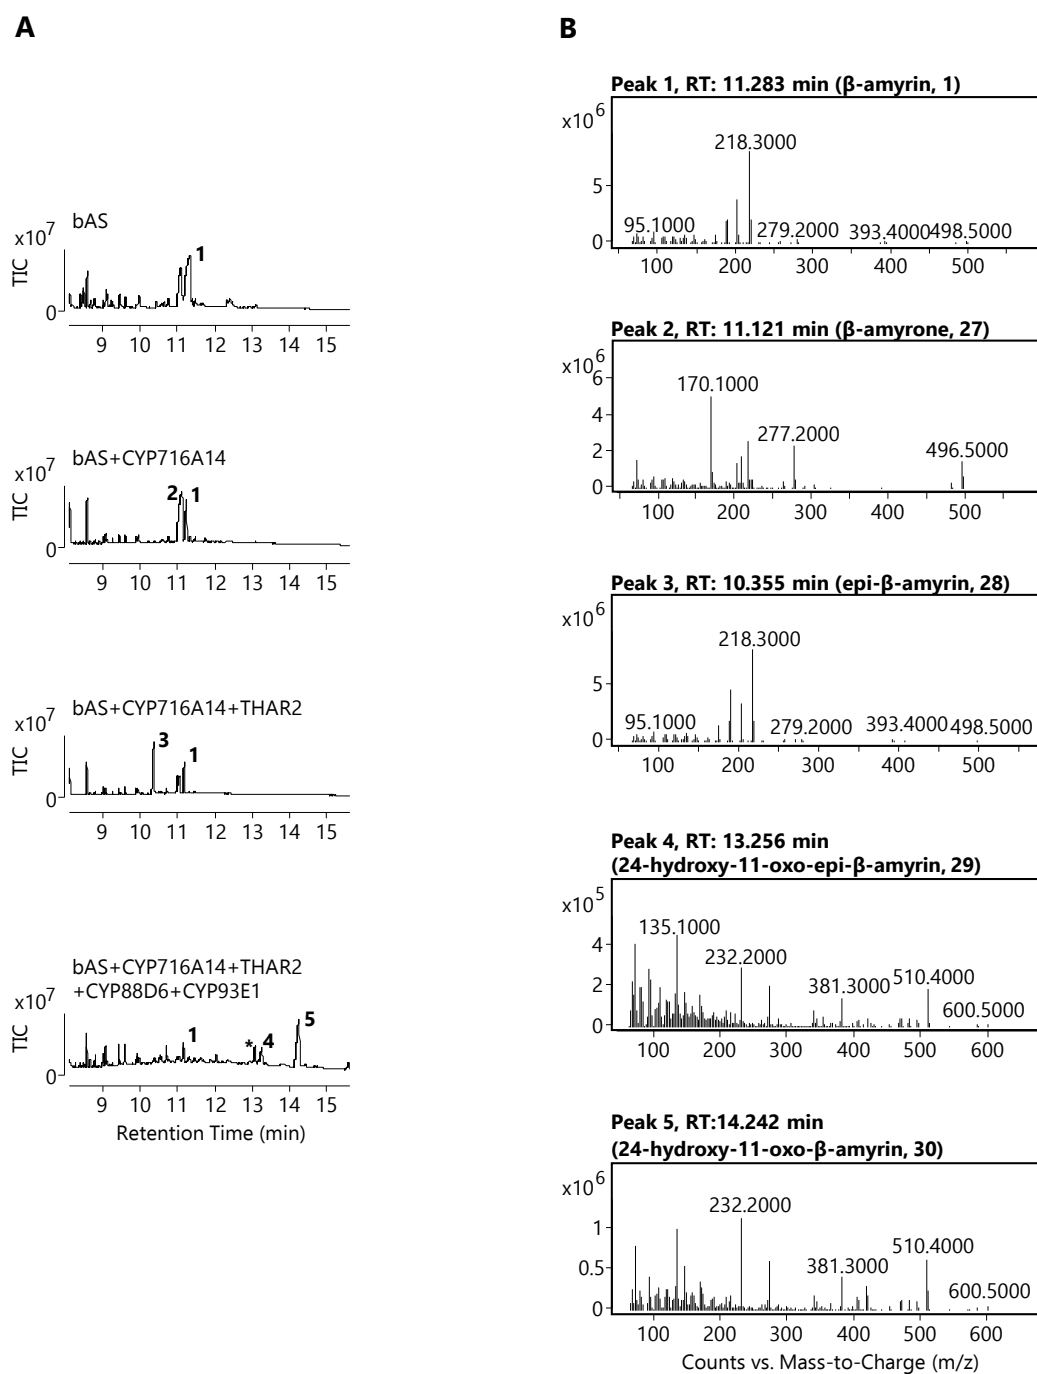 A
bAS
x10^7
TIC
1
0
9 10 11 12 13 14 15
bAS+CYP716A14
x10^7
TIC
2 1
0
9 10 11 12 13 14 15
bAS+CYP716A14+THAR2
x10^7
TIC
3
1
0
9 10 11 12 13 14 15
bAS+CYP716A14+THAR2
+CYP88D6+CYP93E1
x10^7
TIC
1 * 4 5
0
9 10 11 12 13 14 15
Retention Time (min)
B
Peak 1, RT: 11.283 min (β-amyrin, 1)
x10^6
218.3000
5
95.1000 279.2000 393.4000 498.5000
0
100 200 300 400 500
Peak 2, RT: 11.121 min (β-amyrone, 27)
x10^6
6
170.1000
4
277.2000
2
496.5000
0
100 200 300 400 500
Peak 3, RT: 10.355 min (epi-β-amyrin, 28)
x10^6
218.3000
5
95.1000 279.2000 393.4000 498.5000
0
100 200 300 400 500
Peak 4, RT: 13.256 min
(24-hydroxy-11-oxo-epi-β-amyrin, 29)
x10^5
135.1000
4
232.2000
2
381.3000 510.4000
600.5000
0
100 200 300 400 500 600
Peak 5, RT:14.242 min
(24-hydroxy-11-oxo-β-amyrin, 30)
x10^6
232.2000
1
510.4000
0.5
381.3000
600.5000
0
100 200 300 400 500 600
Counts vs. Mass-to-Charge (m/z)